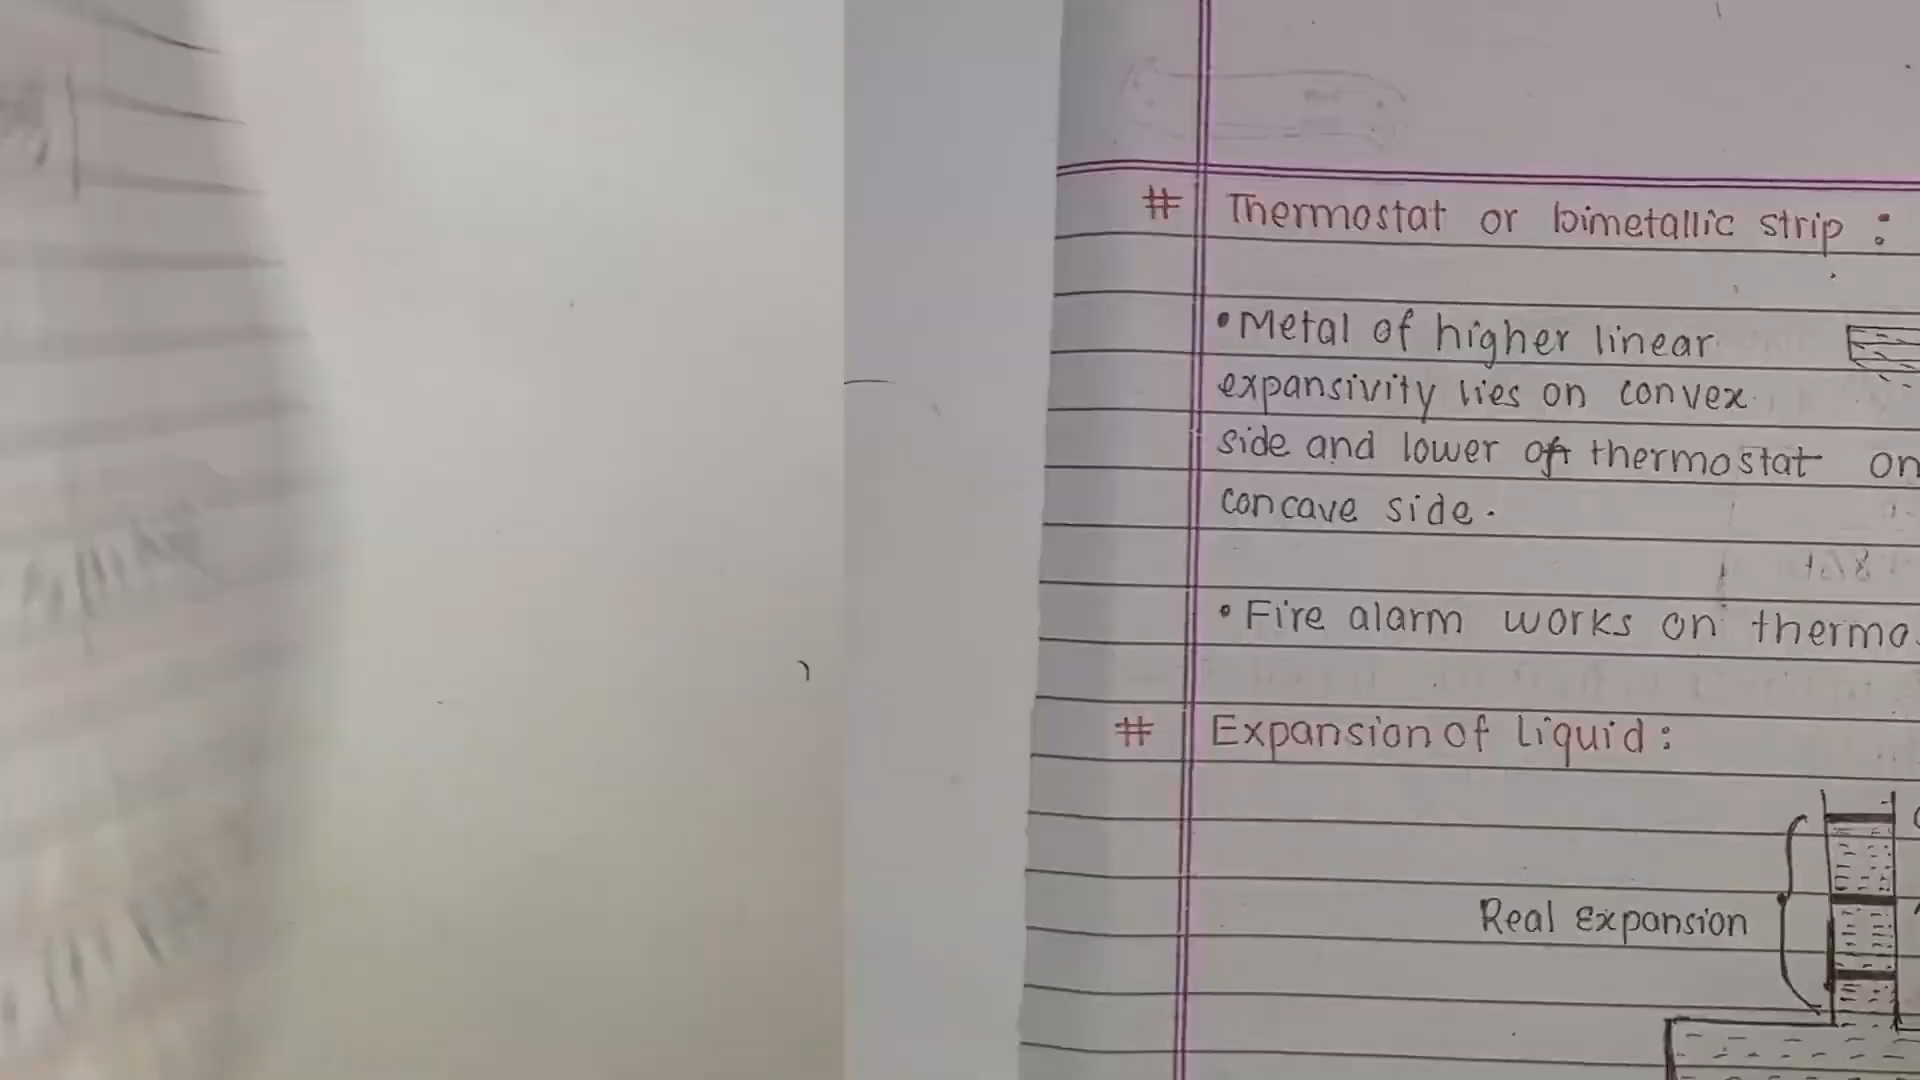 # Thermostat or bimetallic strip :
• Metal of higher linear
expansivity lies on convex
side and lower of thermostat on
concave side.
• Fire alarm works on thermo
# Expansion of liquid :
Real Expansion